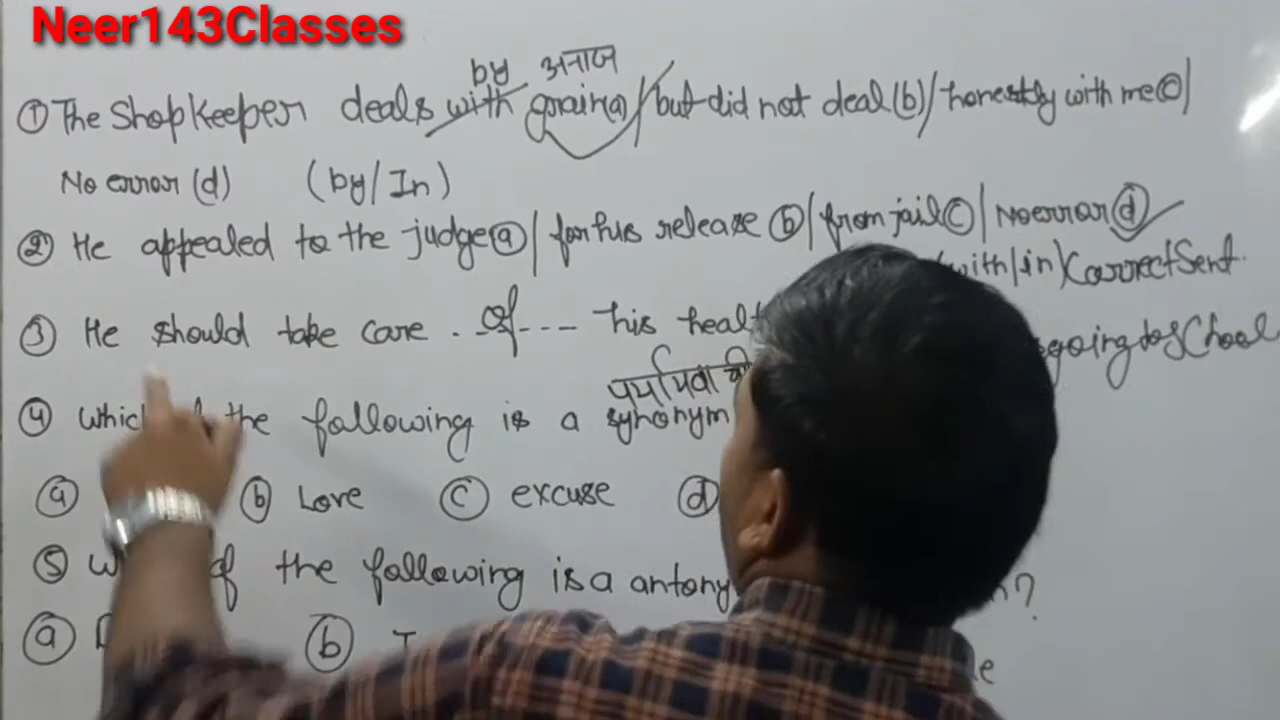 Neer143Classes
by अनाज
① The Shopkeeper deals with grain(a)/but did not deal(b)/honestly with me ⓒ/
No error (d) (by/In)
② He appealed to the judge ⓐ/for his release ⓑ/from jail ⓒ/No error ⓓ
with/in) Correct Sent.
③ He should take care of his healt
going to School
पर्यायवाची
④ the following is a synonym
ⓐ ⓑ Love ⓒ excuse ⓓ
⑤ of the following is a antony
ⓐ ⓑ